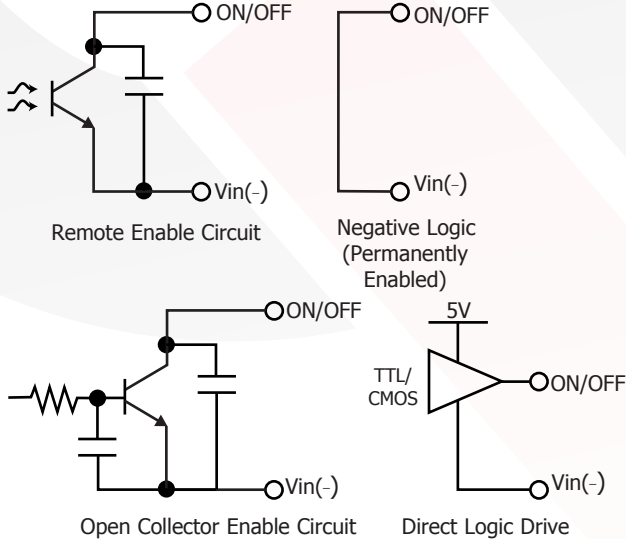 ON/OFF
Vin(-)
Remote Enable Circuit
ON/OFF
Vin(-)
Negative Logic
(Permanently
Enabled)
ON/OFF
Vin(-)
Open Collector Enable Circuit
5V
TTL/
CMOS
ON/OFF
Vin(-)
Direct Logic Drive